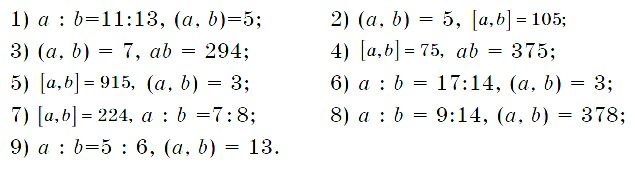 1) a : b=11:13, (a, b)=5; 2) (a, b) = 5, [a,b] = 105;
3) (a, b) = 7, ab = 294; 4) [a,b] = 75, ab = 375;
5) [a,b] = 915, (a, b) = 3; 6) a : b = 17:14, (a, b) = 3;
7) [a,b] = 224, a : b =7:8; 8) a : b = 9:14, (a, b) = 378;
9) a : b=5 : 6, (a, b) = 13.